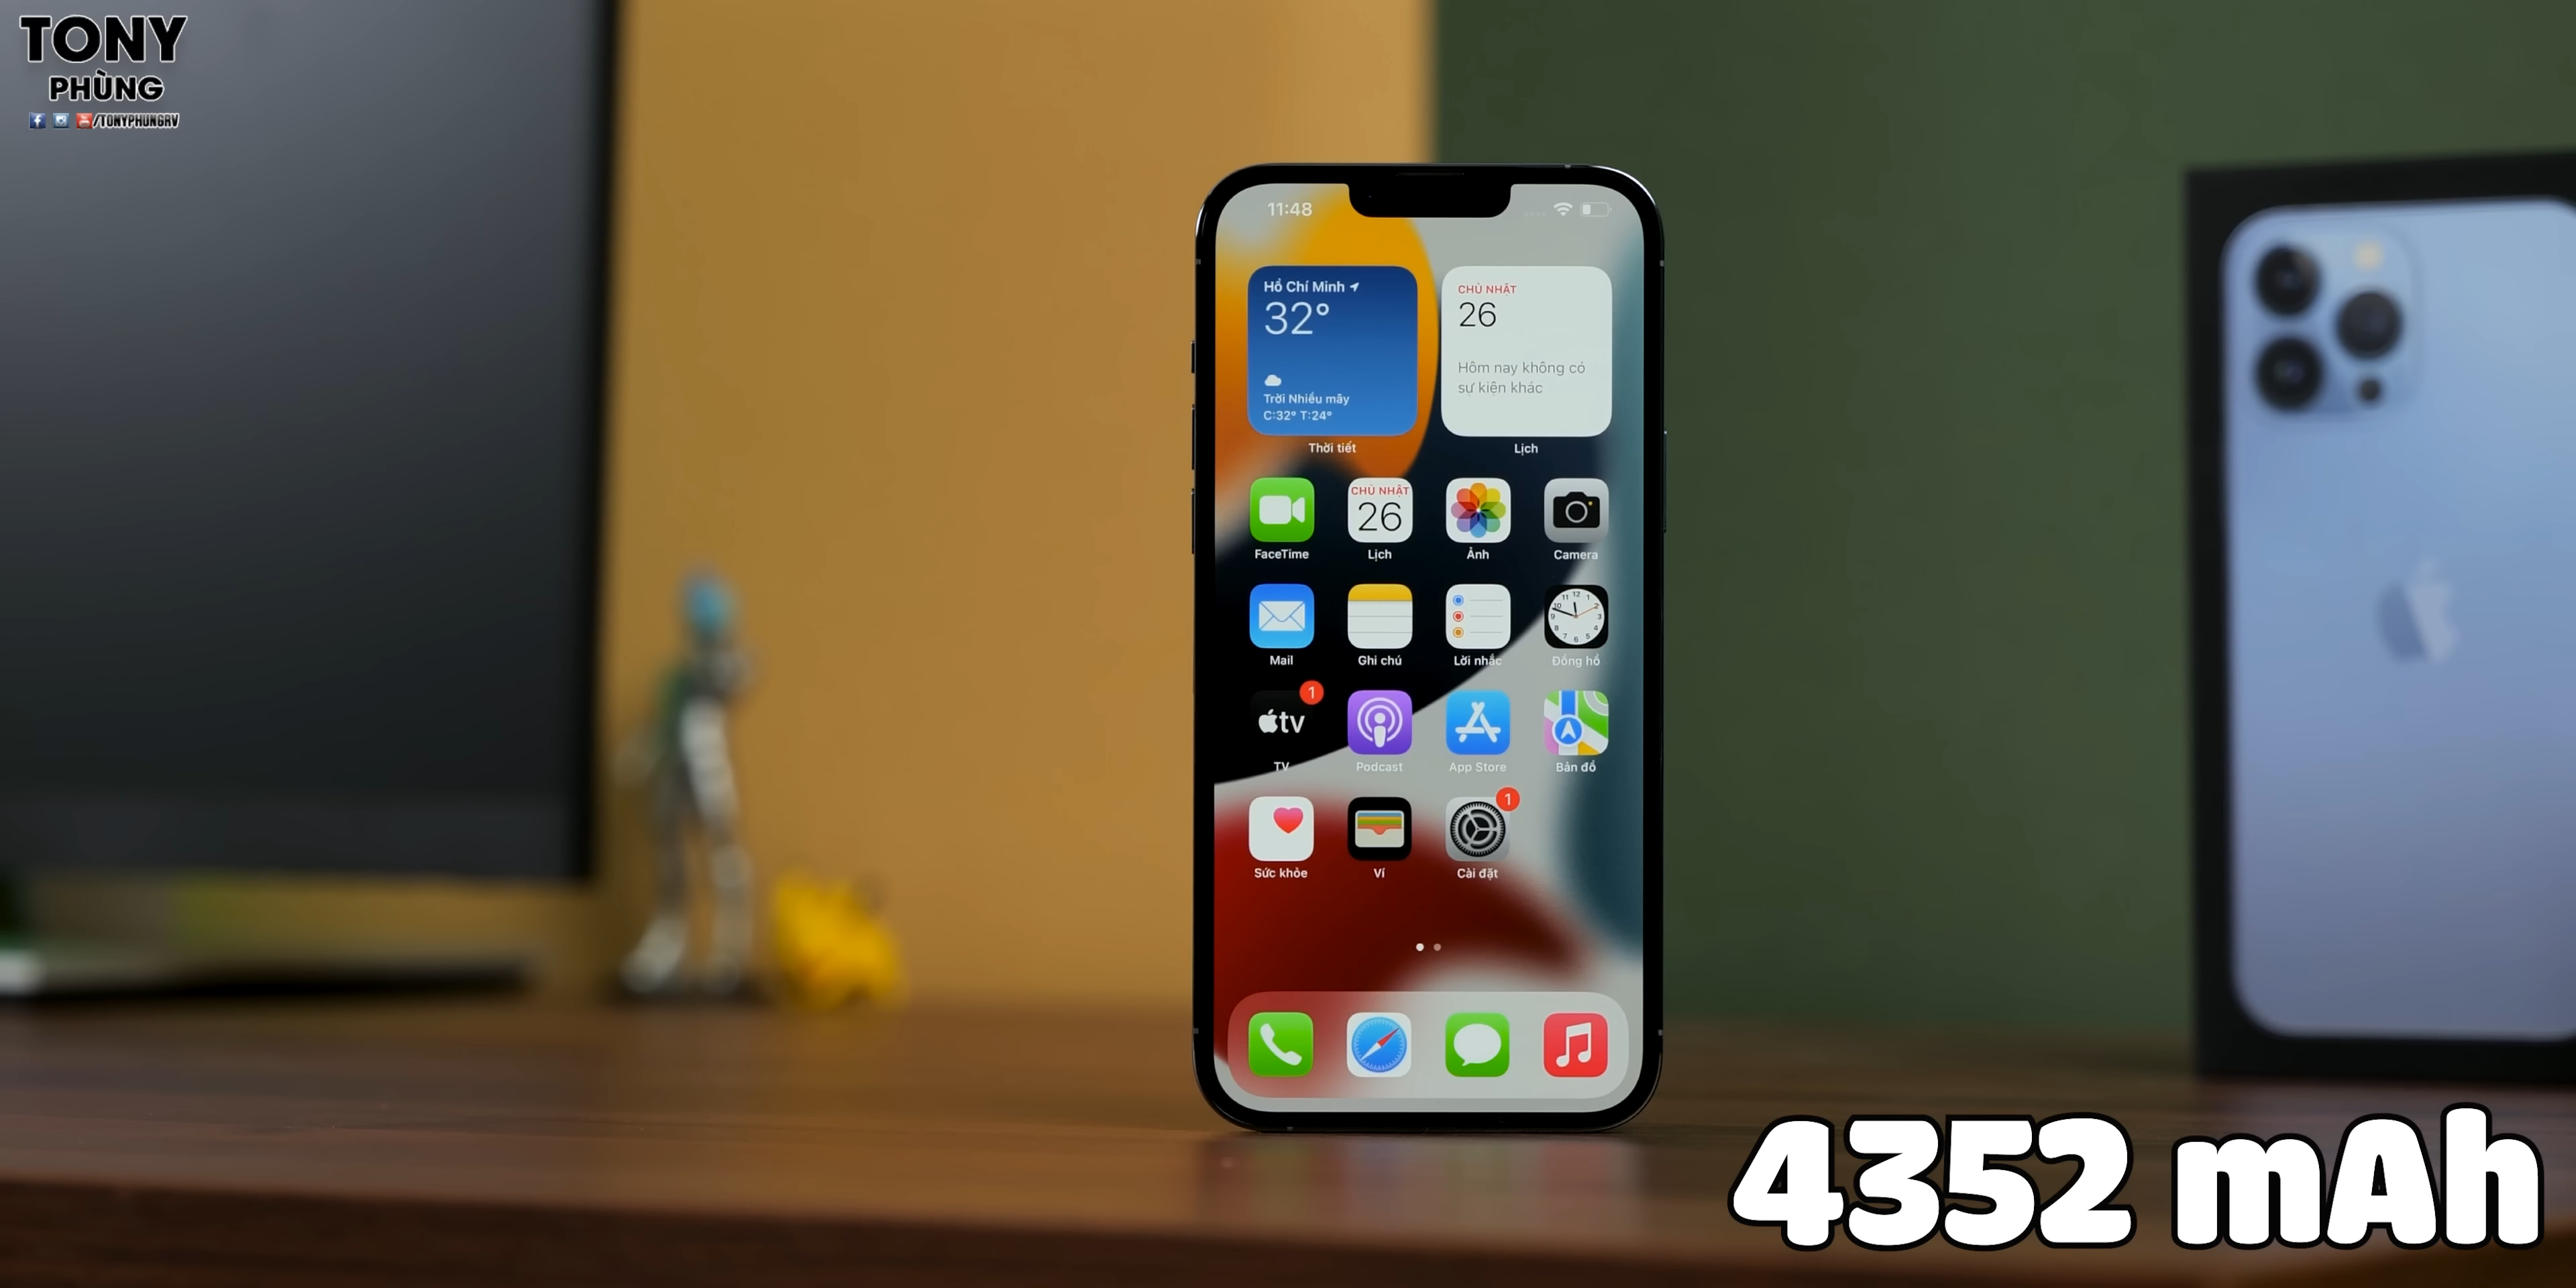 TONY
PHÙNG
/TONYPHUNGRV
11:48
Hồ Chí Minh
32°
Trời Nhiều mây
C:32° T:24°
Thời tiết
CHỦ NHẬT
26
Hôm nay không có
sự kiện khác
Lịch
CHỦ NHẬT
26
FaceTime
Lịch
Ảnh
Camera
Mail
Ghi chú
Lời nhắc
Đồng hồ
1
tv
TV
Podcast
App Store
Bản đồ
1
Sức khỏe
Ví
Cài đặt
4352 mAh